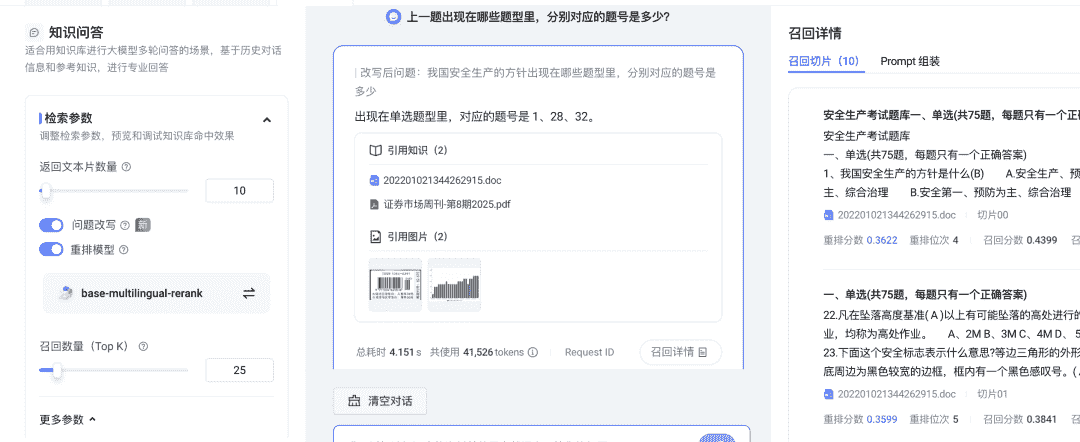 知识问答
适合用知识库进行大模型多轮问答的场景，基于历史对话
信息和参考知识，进行专业回答
检索参数
调整检索参数、预览和调试知识库命中效果
返回文本片数量
10
问题改写 新
重排模型
base-multilingual-rerank
召回数量（Top K）
25
更多参数
上一题出现在哪些题型里，分别对应的题号是多少?
改写后问题：我国安全生产的方针出现在哪些题型里，分别对应的题号是
多少
出现在单选题型里，对应的题号是 1、28、32。
引用知识（2）
202201021344262915.doc
证券市场周刊-第8期2025.pdf
引用图片（2）
总耗时 4.151 s 共使用 41,526 tokens
Request ID
召回详情
清空对话
召回详情
召回切片（10） Prompt 组装
安全生产考试题库一、单选(共75题，每题只有一个正
安全生产考试题库
一、单选(共75题，每题只有一个正确答案)
1、我国安全生产的方针是什么(B) A.安全生产、预
主、综合治理 B.安全第一、预防为主、综合治理
202201021344262915.doc 切片00
重排分数 0.3622 重排位次 4 召回分数 0.4399
一、单选(共75题，每题只有一个正确答案)
22.凡在坠落高度基准( A )以上有可能坠落的高处进行的
业，均称为高处作业。 A、2M B、3M C、4M D、5
23.下面这个安全标志表示什么意思?等边三角形的外形
底周边为黑色较宽的边框，框内有一个黑色感叹号。(
202201021344262915.doc 切片01
重排分数 0.3599 重排位次 5 召回分数 0.3841